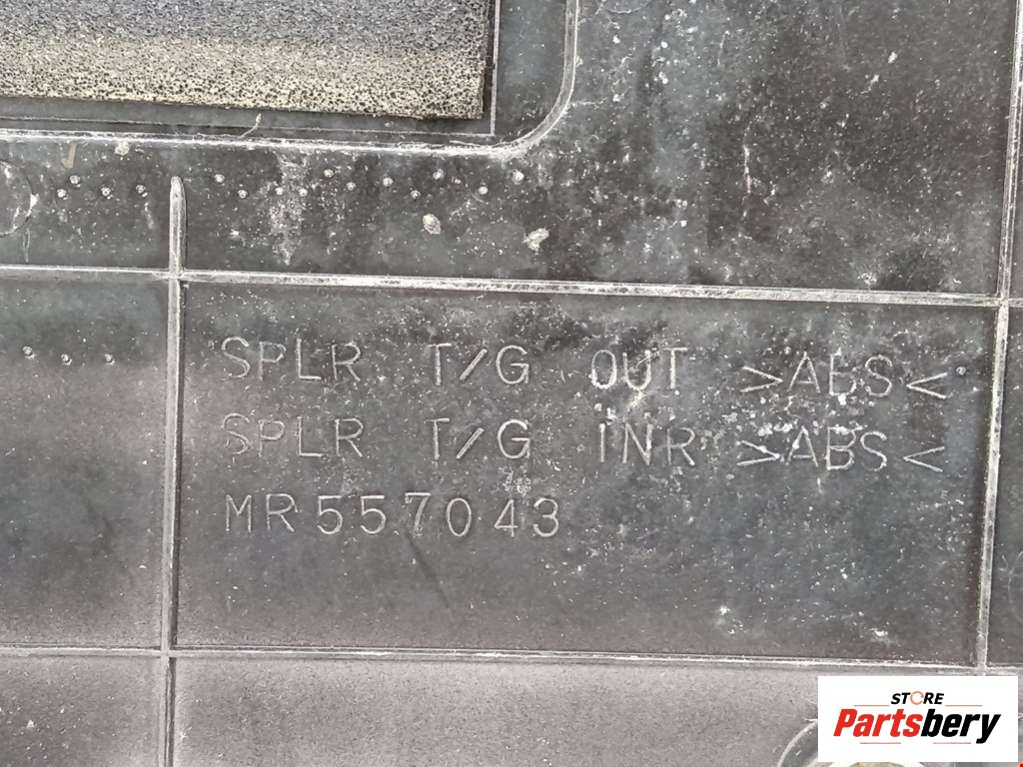 SPLR T/G OUT >ABS<
SPLR T/G INR >ABS<
MR557043
STORE
Partsbery